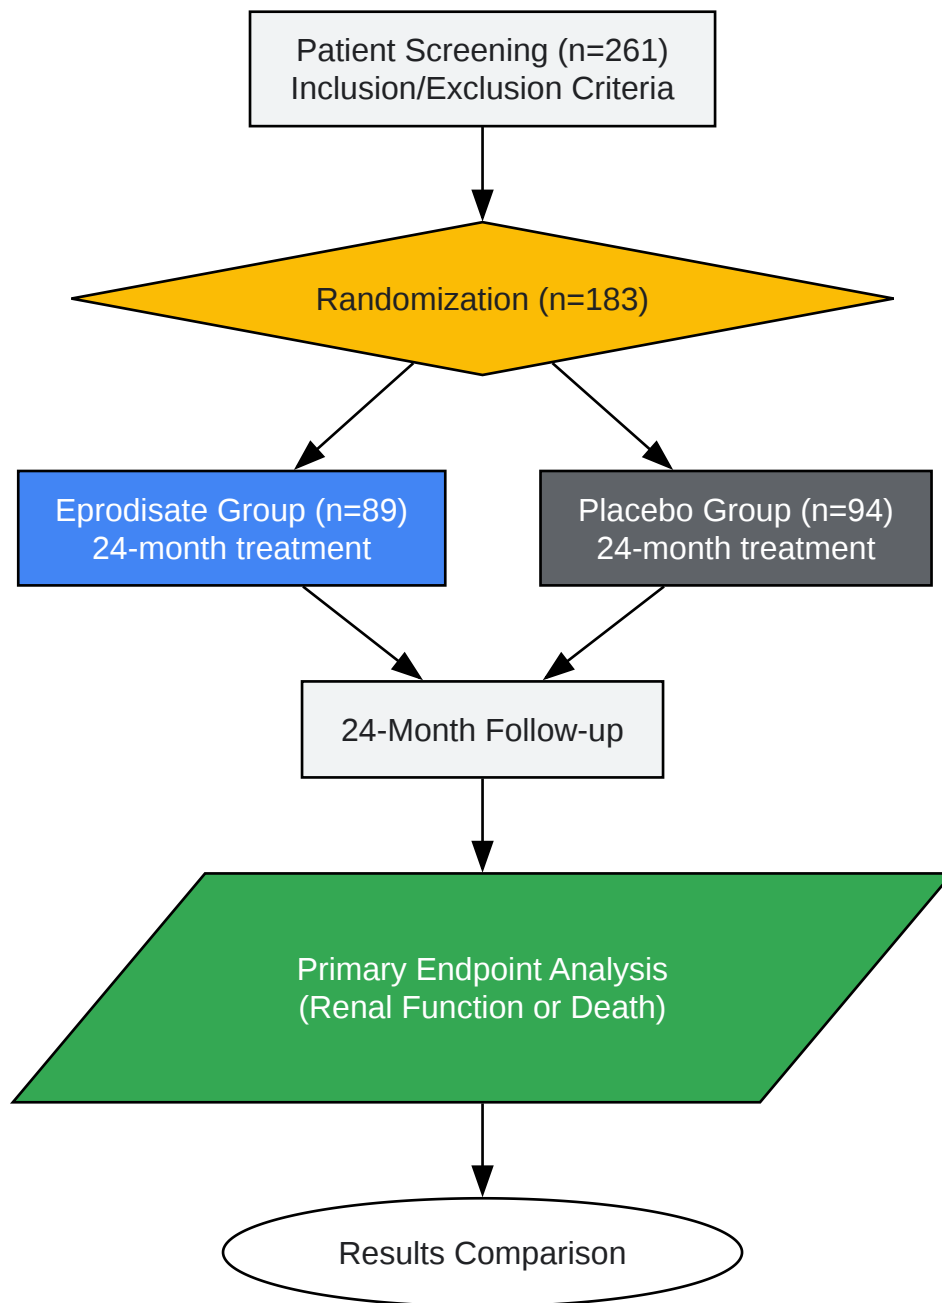 Patient Screening (n=261)
Inclusion/Exclusion Criteria
Randomization (n=183)
Eprodisate Group (n=89)
24-month treatment
Placebo Group (n=94)
24-month treatment
24-Month Follow-up
Primary Endpoint Analysis
(Renal Function or Death)
Results Comparison